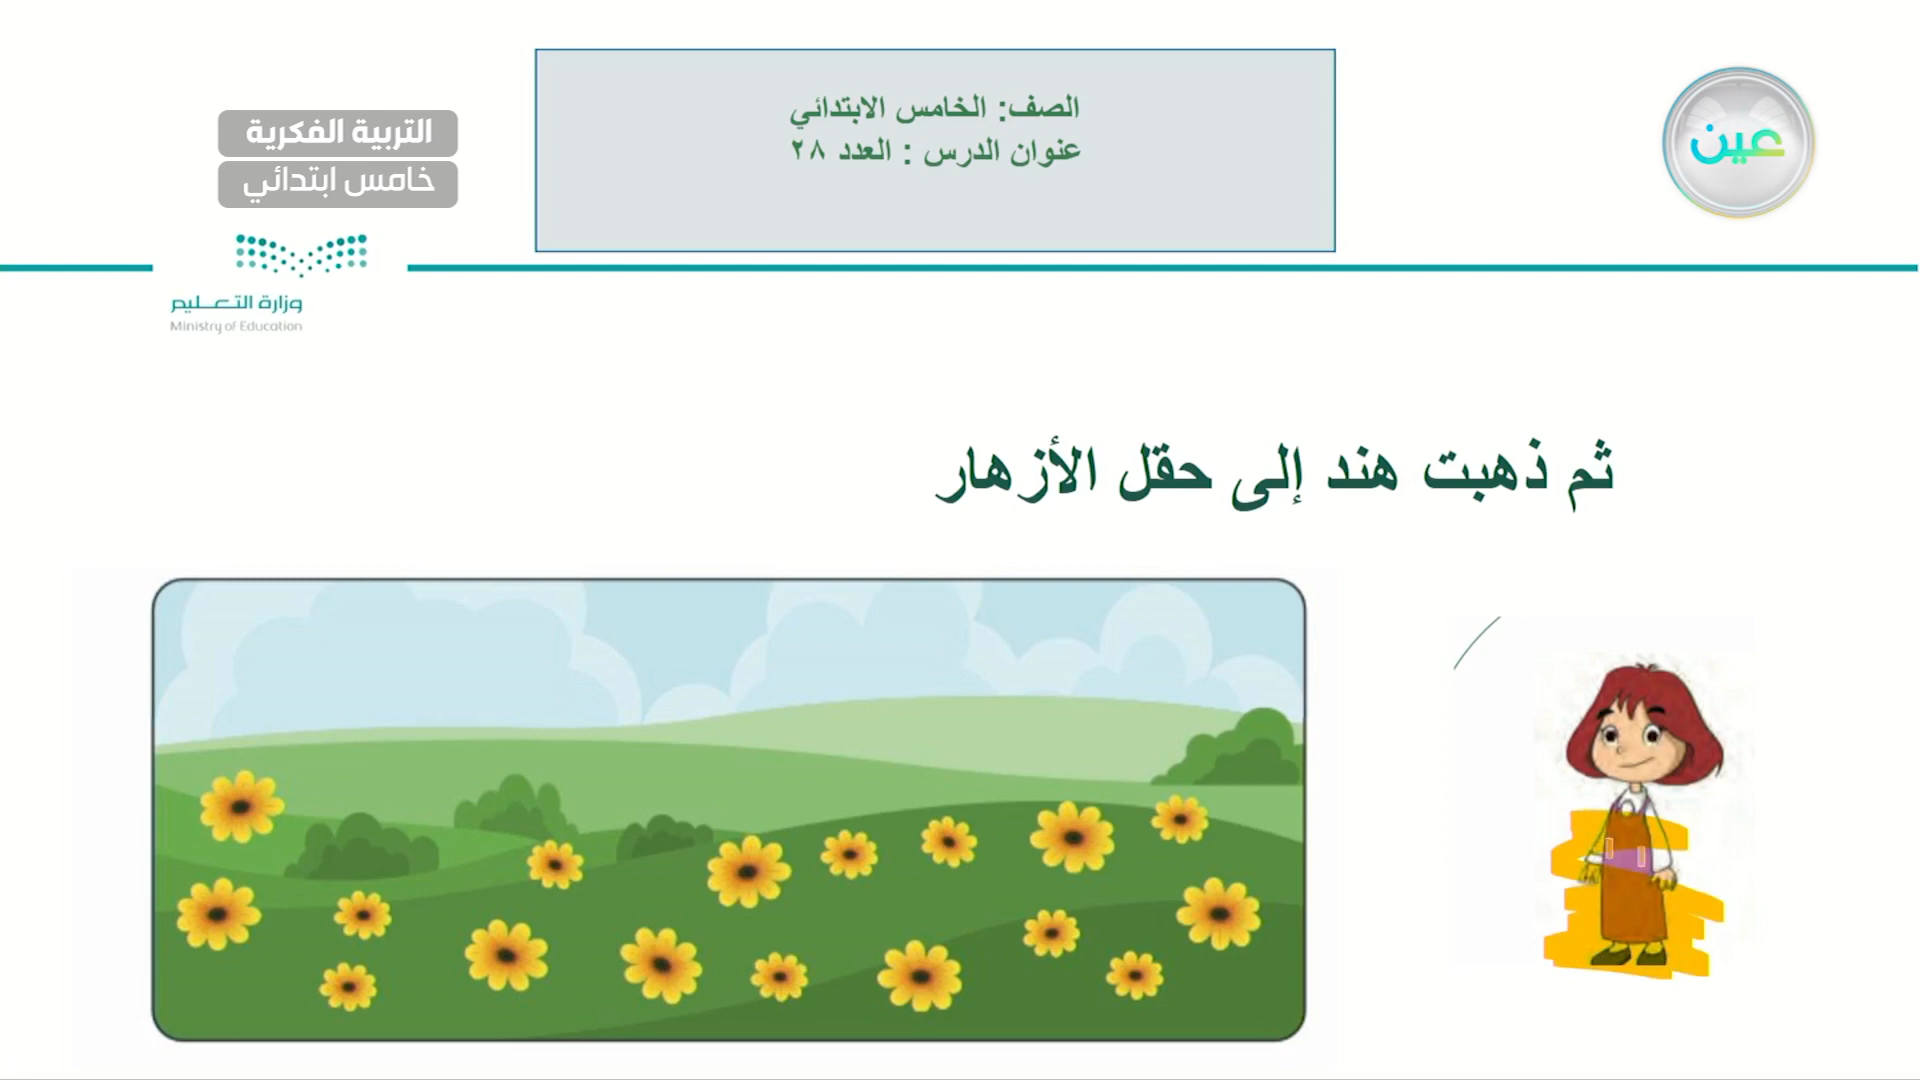 الصف: الخامس الابتدائي
عنوان الدرس : العدد ٢٨
عين
التربية الفكرية
خامس ابتدائي
وزارة التعليم
Ministry of Education
ثم ذهبت هند إلى حقل الأزهار